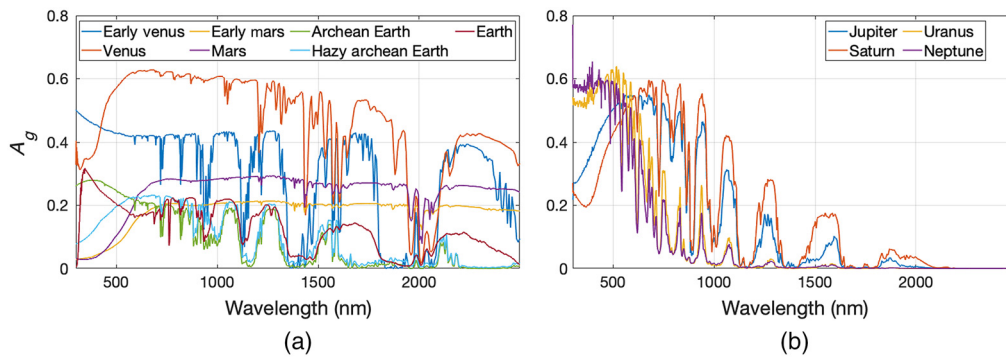 0.8
0.6
0.4
0.2
0
A_g
Early venus Early mars Archean Earth Earth
Venus Mars Hazy archean Earth
500 1000 1500 2000
Wavelength (nm)
(a)
0.8
0.6
0.4
0.2
0
Jupiter Uranus
Saturn Neptune
500 1000 1500 2000
Wavelength (nm)
(b)